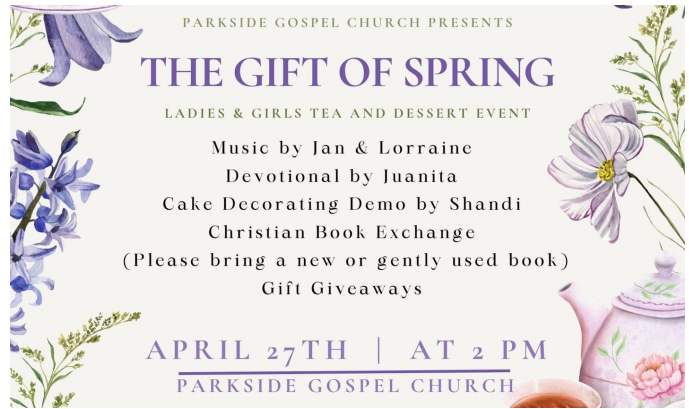 PARKSIDE GOSPEL CHURCH PRESENTS
THE GIFT OF SPRING
LADIES & GIRLS TEA AND DESSERT EVENT
Music by Jan & Lorraine
Devotional by Juanita
Cake Decorating Demo by Shandi
Christian Book Exchange
(Please bring a new or gently used book)
Gift Giveaways
APRIL 27TH | AT 2 PM
PARKSIDE GOSPEL CHURCH